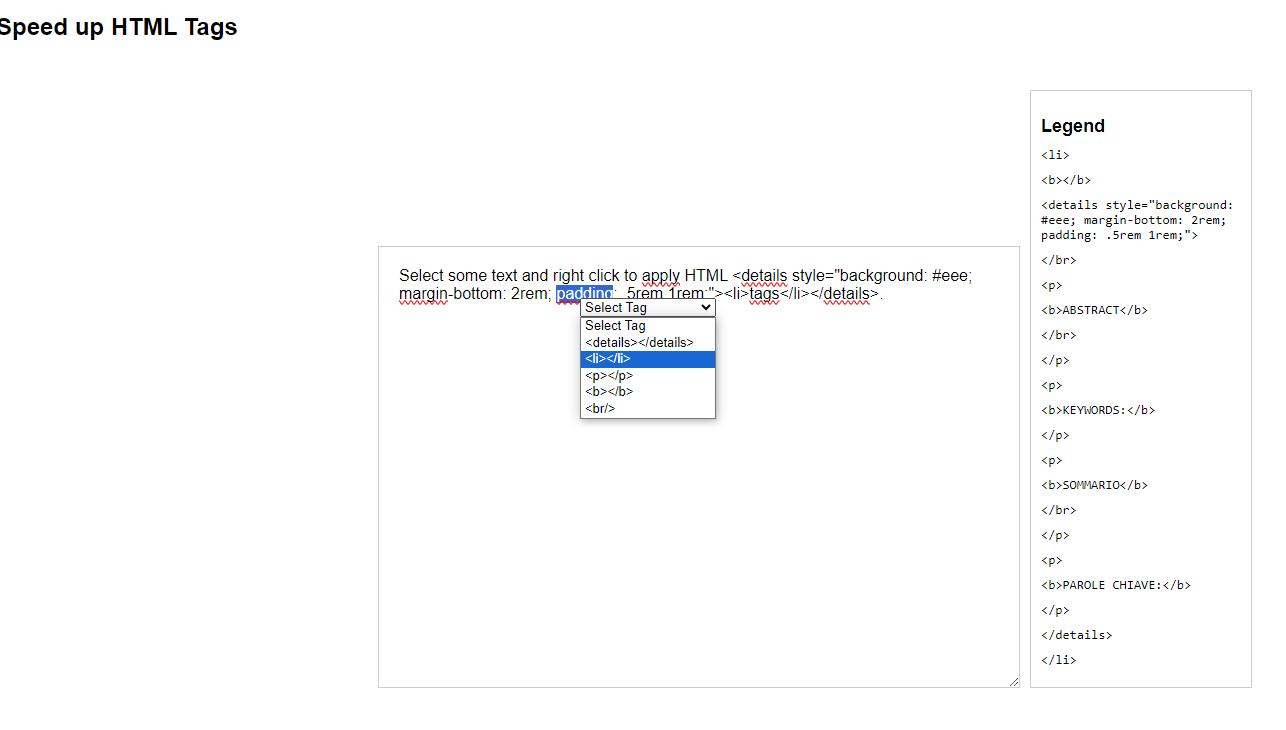 Speed up HTML Tags
Select some text and right click to apply HTML <details style="background: #eee;
margin-bottom: 2rem; padding: .5rem 1rem;"><li>tags</li></details>.
Select Tag
Select Tag
<details></details>
<li></li>
<p></p>
<b></b>
<br/>
Legend
<li>
<b></b>
<details style="background:
#eee; margin-bottom: 2rem;
padding: .5rem 1rem;">
</br>
<p>
<b>ABSTRACT</b>
</br>
</p>
<p>
<b>KEYWORDS:</b>
</p>
<p>
<b>SOMMARIO</b>
</br>
</p>
<p>
<b>PAROLE CHIAVE:</b>
</p>
</details>
</li>